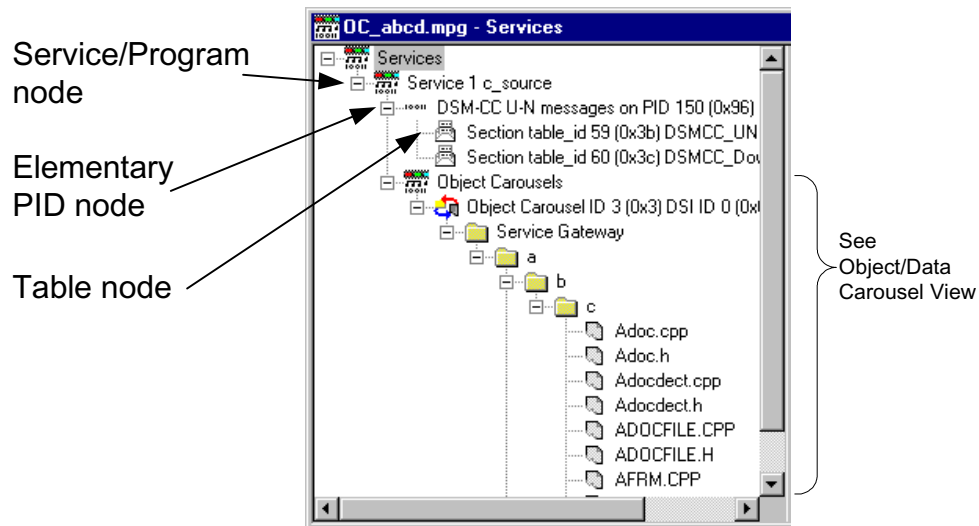 OC_abcd.mpg - Services
Service/Program
node
Services
Service 1 c_source
DSM-CC U-N messages on PID 150 (0x96)
Section table_id 59 (0x3b) DSMCC_UN
Section table_id 60 (0x3c) DSMCC_Dow
Elementary
PID node
Object Carousels
Object Carousel ID 3 (0x3) DSI ID 0 (0x
Service Gateway
Table node
a
b
c
See
Object/Data
Carousel View
Adoc.cpp
Adoc.h
Adocdect.cpp
Adocdect.h
ADOCFILE.CPP
ADOCFILE.H
AFRM.CPP